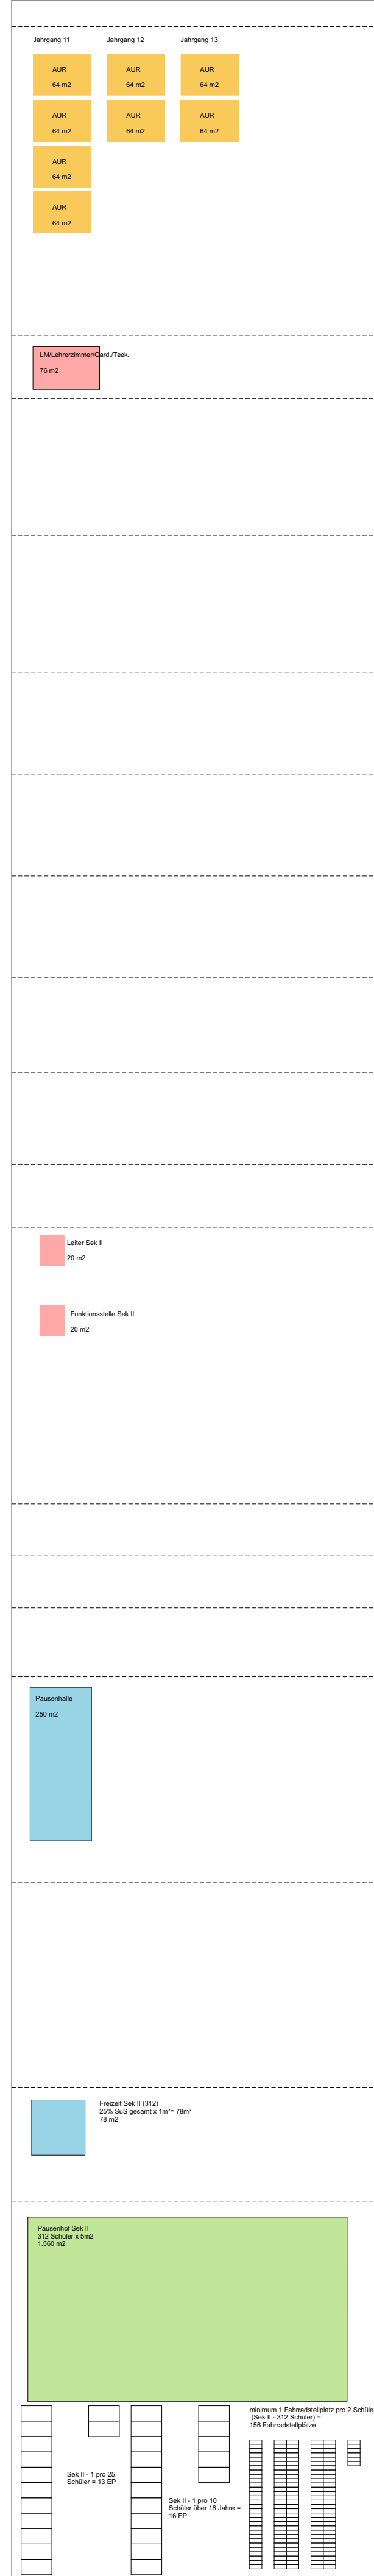 Jahrgang 11 Jahrgang 12 Jahrgang 13
AUR AUR AUR
64 m2 64 m2 64 m2
AUR AUR AUR
64 m2 64 m2 64 m2
AUR
64 m2
AUR
64 m2
LM/Lehrerzimmer/Gard./Teek.
76 m2
Leiter Sek II
20 m2
Funktionsstelle Sek II
20 m2
Pausenhalle
250 m2
Freizeit Sek II (312)
25% SuS gesamt x 1m²= 78m²
78 m2
Pausenhof Sek II
312 Schüler x 5m2
1.560 m2
minimum 1 Fahrradstellplatz pro 2 Schüle
(Sek II - 312 Schüler) =
156 Fahrradstellplätze
Sek II - 1 pro 25
Schüler = 13 EP
Sek II - 1 pro 10
Schüler über 18 Jahre =
16 EP